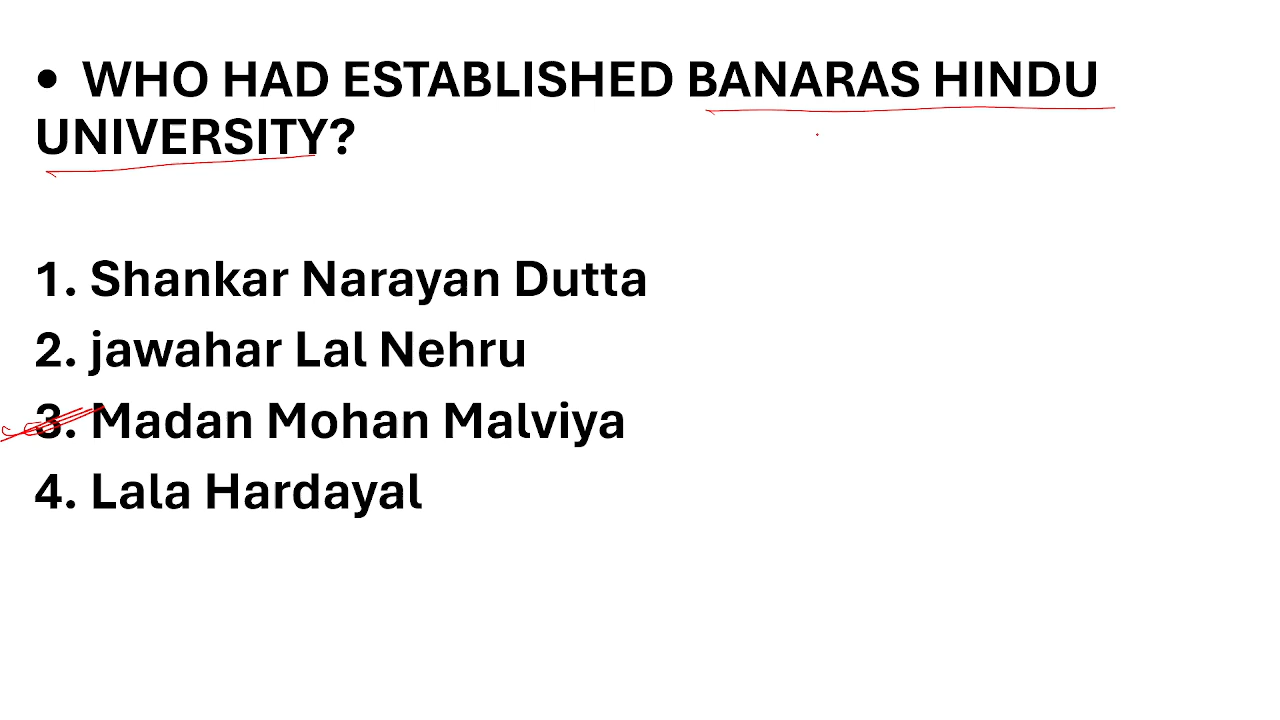 • WHO HAD ESTABLISHED BANARAS HINDU
UNIVERSITY?
1. Shankar Narayan Dutta
2. jawahar Lal Nehru
3. Madan Mohan Malviya
4. Lala Hardayal